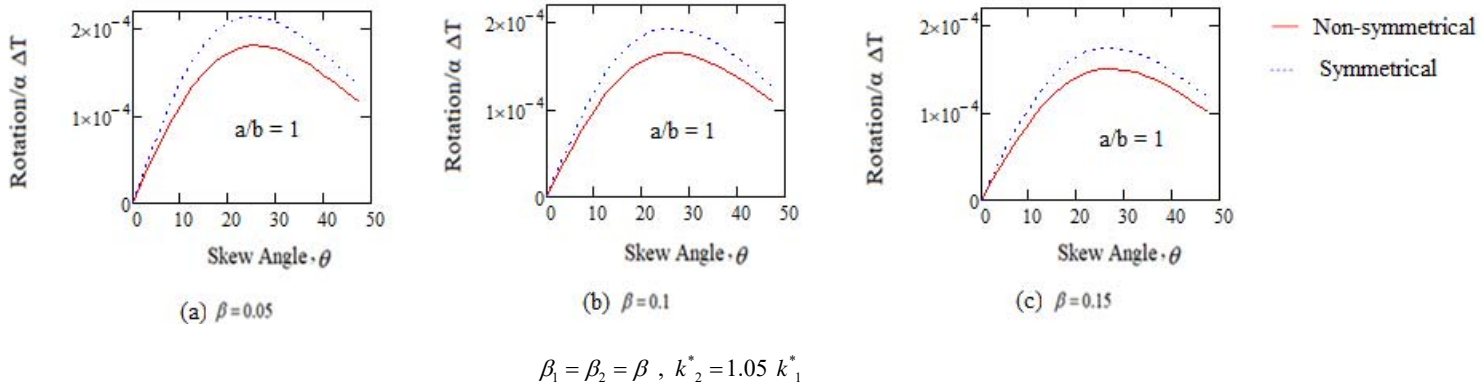 Rotation/α ΔT
2×10⁻⁴
1×10⁻⁴
0
a/b = 1
0 10 20 30 40 50
Skew Angle, θ
(a) β = 0.05
Rotation/α ΔT
2×10⁻⁴
1×10⁻⁴
0
a/b = 1
0 10 20 30 40 50
Skew Angle, θ
(b) β = 0.1
Rotation/α ΔT
2×10⁻⁴
1×10⁻⁴
0
a/b = 1
0 10 20 30 40 50
Skew Angle, θ
(c) β = 0.15
Non-symmetrical
Symmetrical
β₁ = β₂ = β , k*₂ = 1.05 k*₁